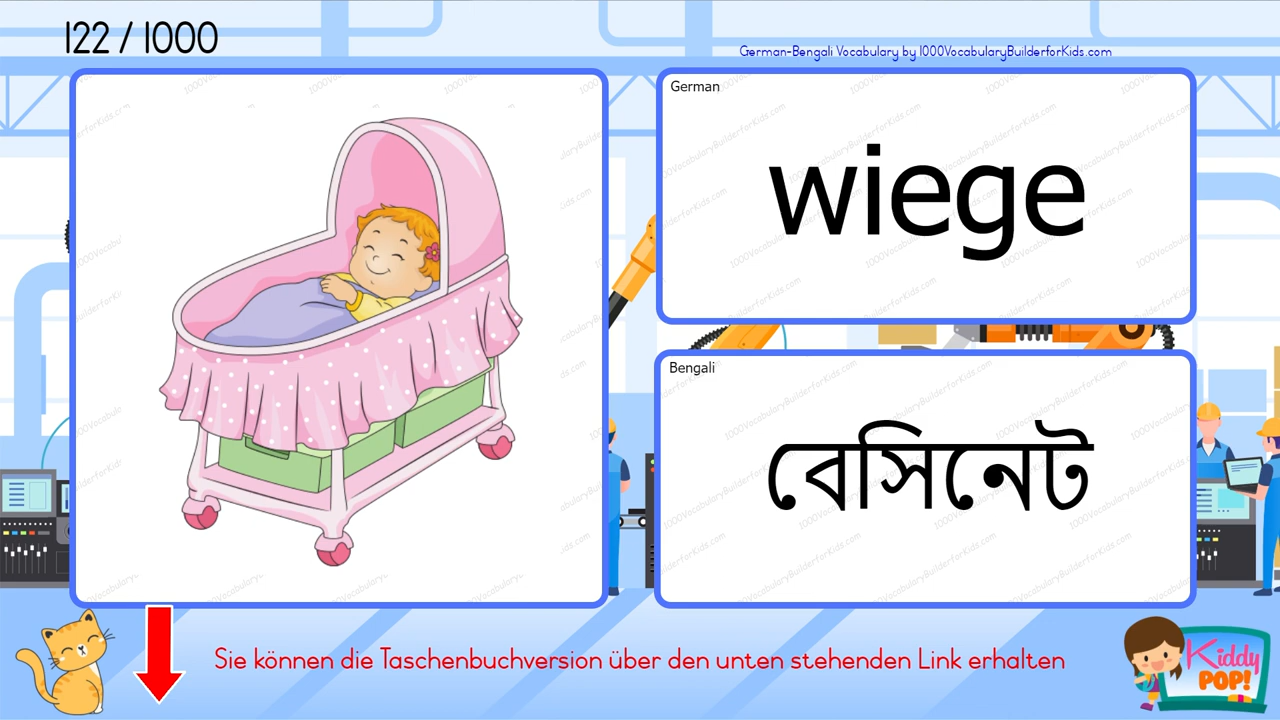 122 / 1000
German-Bengali Vocabulary by 1000VocabularyBuilderforKids.com
German
wiege
Bengali
বেসিনেট
Sie können die Taschenbuchversion über den unten stehenden Link erhalten
Kiddy
POP!